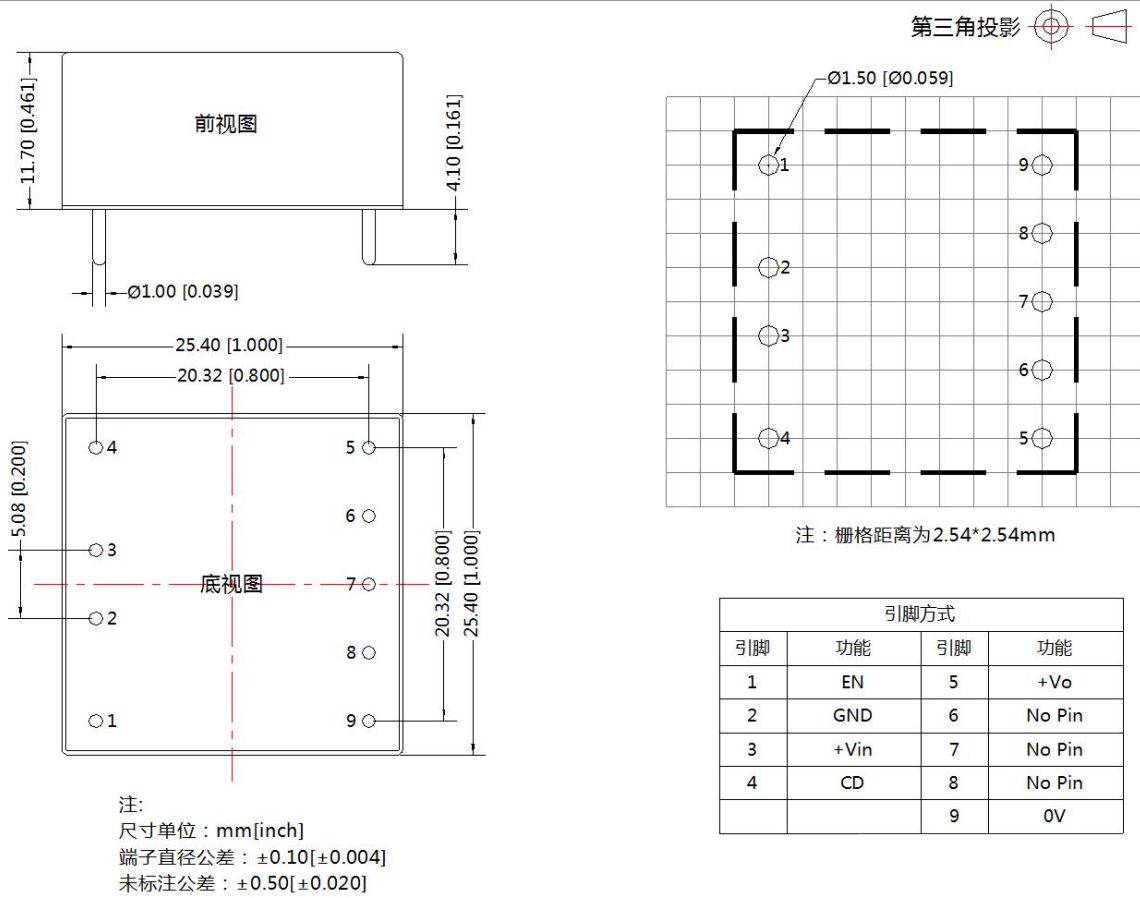 第三角投影
11.70 [0.461]
前视图
4.10 [0.161]
Ø1.00 [0.039]
Ø1.50 [Ø0.059]
1
2
3
4
9
8
7
6
5
注：栅格距离为2.54*2.54mm
25.40 [1.000]
20.32 [0.800]
5.08 [0.200]
4
3
2
1
底视图
5
6
7
8
9
20.32 [0.800]
25.40 [1.000]
注:
尺寸单位：mm[inch]
端子直径公差：±0.10[±0.004]
未标注公差：±0.50[±0.020]
引脚方式
引脚 功能 引脚 功能
1 EN 5 +Vo
2 GND 6 No Pin
3 +Vin 7 No Pin
4 CD 8 No Pin
9 0V